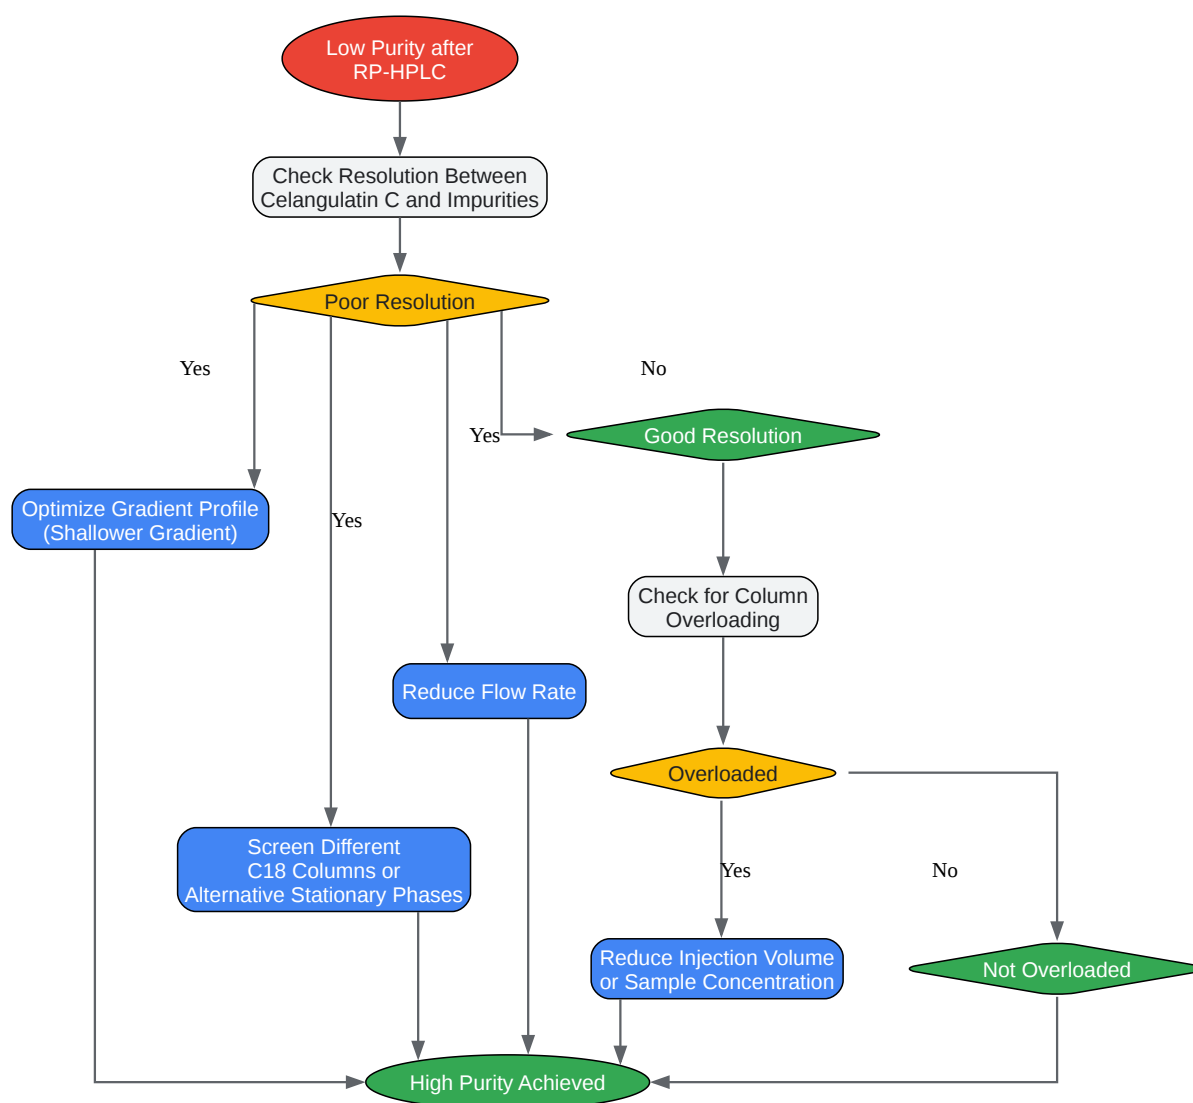 Low Purity after
RP-HPLC
Check Resolution Between
Celangulatin C and Impurities
Poor Resolution
Yes
No
Yes
Good Resolution
Optimize Gradient Profile
(Shallower Gradient)
Yes
Check for Column
Overloading
Reduce Flow Rate
Overloaded
Screen Different
C18 Columns or
Alternative Stationary Phases
Yes
No
Reduce Injection Volume
or Sample Concentration
Not Overloaded
High Purity Achieved